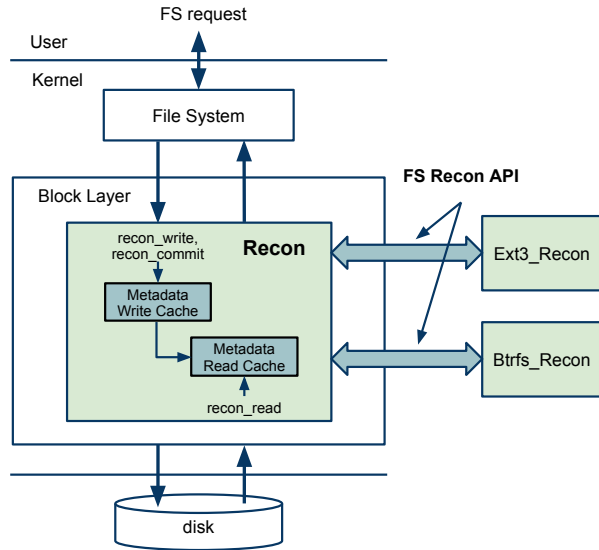 FS request
User
Kernel
File System
Block Layer
FS Recon API
recon_write,
recon_commit
Recon
Ext3_Recon
Metadata
Write Cache
Metadata
Read Cache
Btrfs_Recon
recon_read
disk